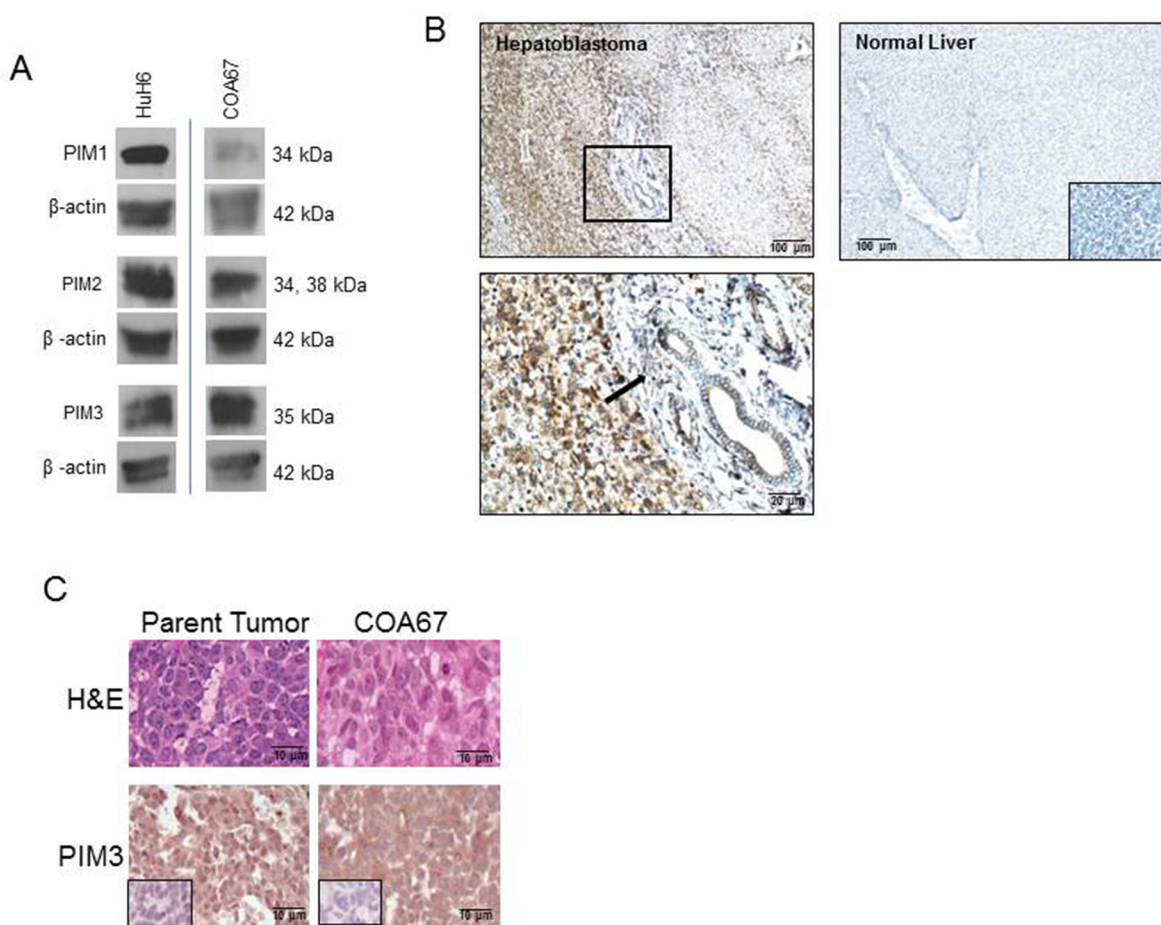 A
HuH6
COA67
PIM1
34 kDa
β-actin
42 kDa
PIM2
34, 38 kDa
β -actin
42 kDa
PIM3
35 kDa
β -actin
42 kDa
B
Hepatoblastoma
100 µm
20 µm
Normal Liver
100 µm
C
Parent Tumor
COA67
H&E
10 µm
10 µm
PIM3
10 µm
10 µm